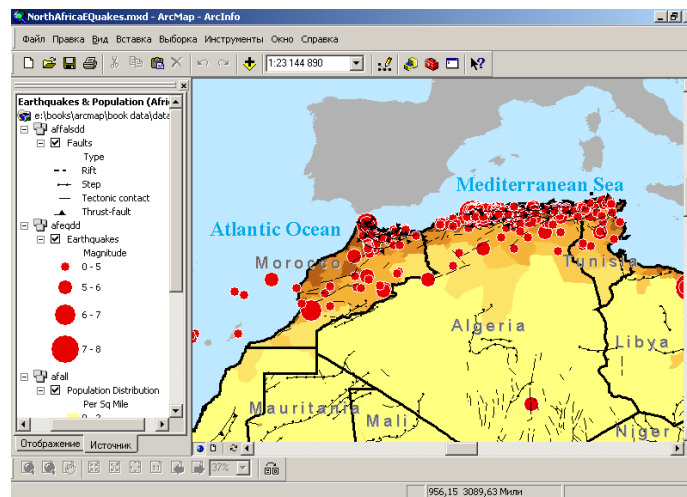 NorthAfricaEQuakes.mxd - ArcMap - ArcInfo
Файл Правка Вид Вставка Выборка Инструменты Окно Справка
1:23 144 890
Earthquakes & Population (Afri
e:\books\arcmap\book data\data
affalsdd
Faults
Type
Rift
Step
Tectonic contact
Thrust-fault
afeqdd
Earthquakes
Magnitude
0 - 5
5 - 6
6 - 7
7 - 8
afall
Population Distribution
Per Sq Mile
Отображение Источник
Mediterranean Sea
Atlantic Ocean
Morocco
Tunisia
Algeria
Libya
Mauritania
Mali
Niger
37%
956,15 3089,63 Мили